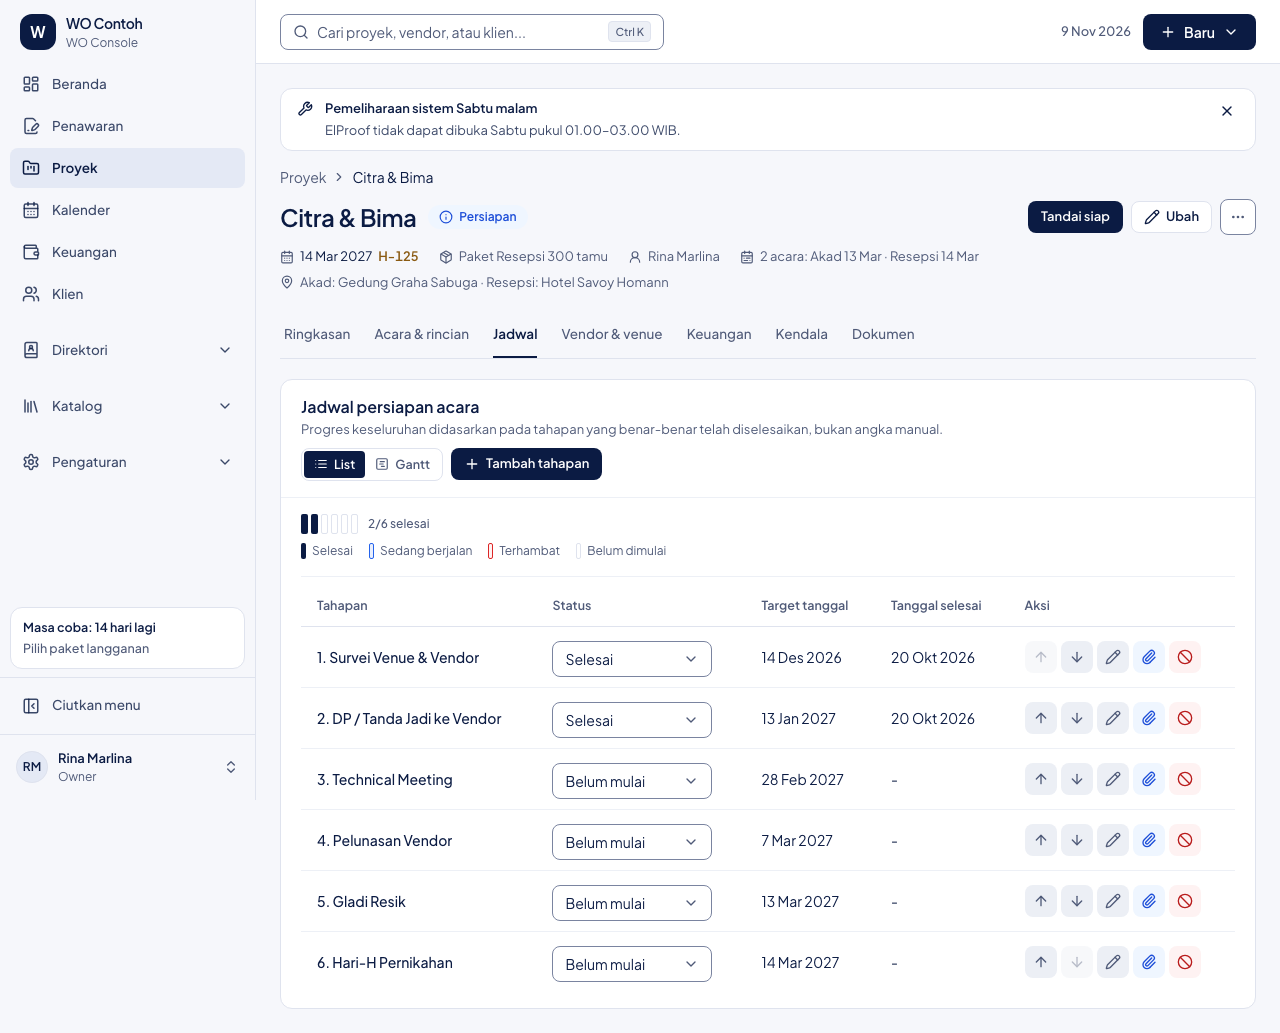 W
WO Contoh
WO Console
Beranda
Penawaran
Proyek
Kalender
Keuangan
Klien
Direktori
Katalog
Pengaturan
Masa coba: 14 hari lagi
Pilih paket langganan
Ciutkan menu
RM
Rina Marlina
Owner
Cari proyek, vendor, atau klien...
Ctrl K
9 Nov 2026
Baru
Pemeliharaan sistem Sabtu malam
ElProof tidak dapat dibuka Sabtu pukul 01.00–03.00 WIB.
Proyek > Citra & Bima
Citra & Bima
Persiapan
Tandai siap
Ubah
14 Mar 2027 H-125 Paket Resepsi 300 tamu Rina Marlina 2 acara: Akad 13 Mar · Resepsi 14 Mar
Akad: Gedung Graha Sabuga · Resepsi: Hotel Savoy Homann
Ringkasan Acara & rincian Jadwal Vendor & venue Keuangan Kendala Dokumen
Jadwal persiapan acara
Progres keseluruhan didasarkan pada tahapan yang benar-benar telah diselesaikan, bukan angka manual.
List Gantt Tambah tahapan
2/6 selesai
Selesai Sedang berjalan Terhambat Belum dimulai
Tahapan Status Target tanggal Tanggal selesai Aksi
1. Survei Venue & Vendor Selesai 14 Des 2026 20 Okt 2026
2. DP / Tanda Jadi ke Vendor Selesai 13 Jan 2027 20 Okt 2026
3. Technical Meeting Belum mulai 28 Feb 2027 -
4. Pelunasan Vendor Belum mulai 7 Mar 2027 -
5. Gladi Resik Belum mulai 13 Mar 2027 -
6. Hari-H Pernikahan Belum mulai 14 Mar 2027 -